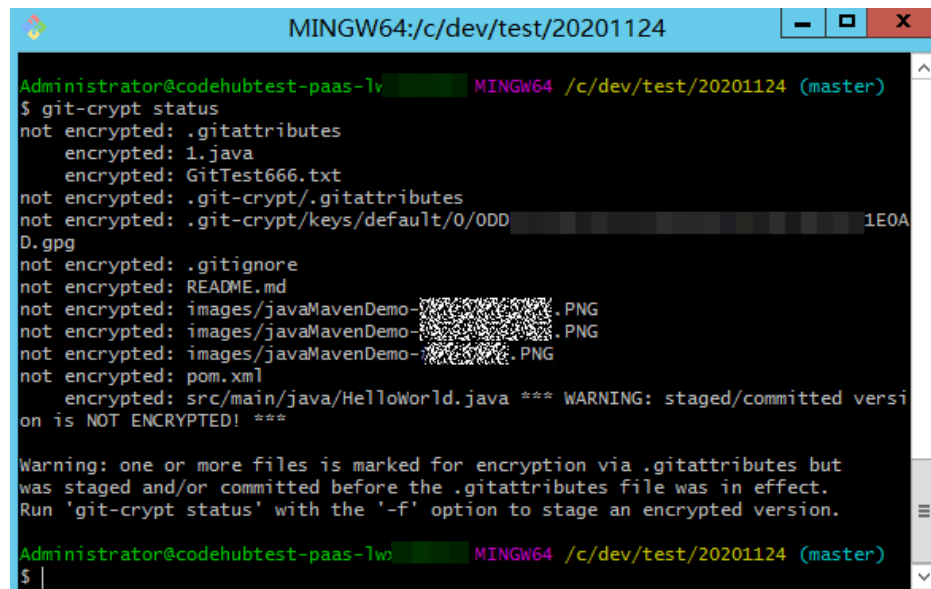 MINGW64:/c/dev/test/20201124
Administrator@codehubtest-paas-lw MINGW64 /c/dev/test/20201124 (master)
$ git-crypt status
not encrypted: .gitattributes
    encrypted: 1.java
    encrypted: GitTest666.txt
not encrypted: .git-crypt/.gitattributes
not encrypted: .git-crypt/keys/default/0/0DD 1E0A
D.gpg
not encrypted: .gitignore
not encrypted: README.md
not encrypted: images/javaMavenDemo- .PNG
not encrypted: images/javaMavenDemo- .PNG
not encrypted: images/javaMavenDemo- .PNG
not encrypted: pom.xml
    encrypted: src/main/java/HelloWorld.java *** WARNING: staged/committed versi
on is NOT ENCRYPTED! ***
Warning: one or more files is marked for encryption via .gitattributes but
was staged and/or committed before the .gitattributes file was in effect.
Run 'git-crypt status' with the '-f' option to stage an encrypted version.
Administrator@codehubtest-paas-lw MINGW64 /c/dev/test/20201124 (master)
$